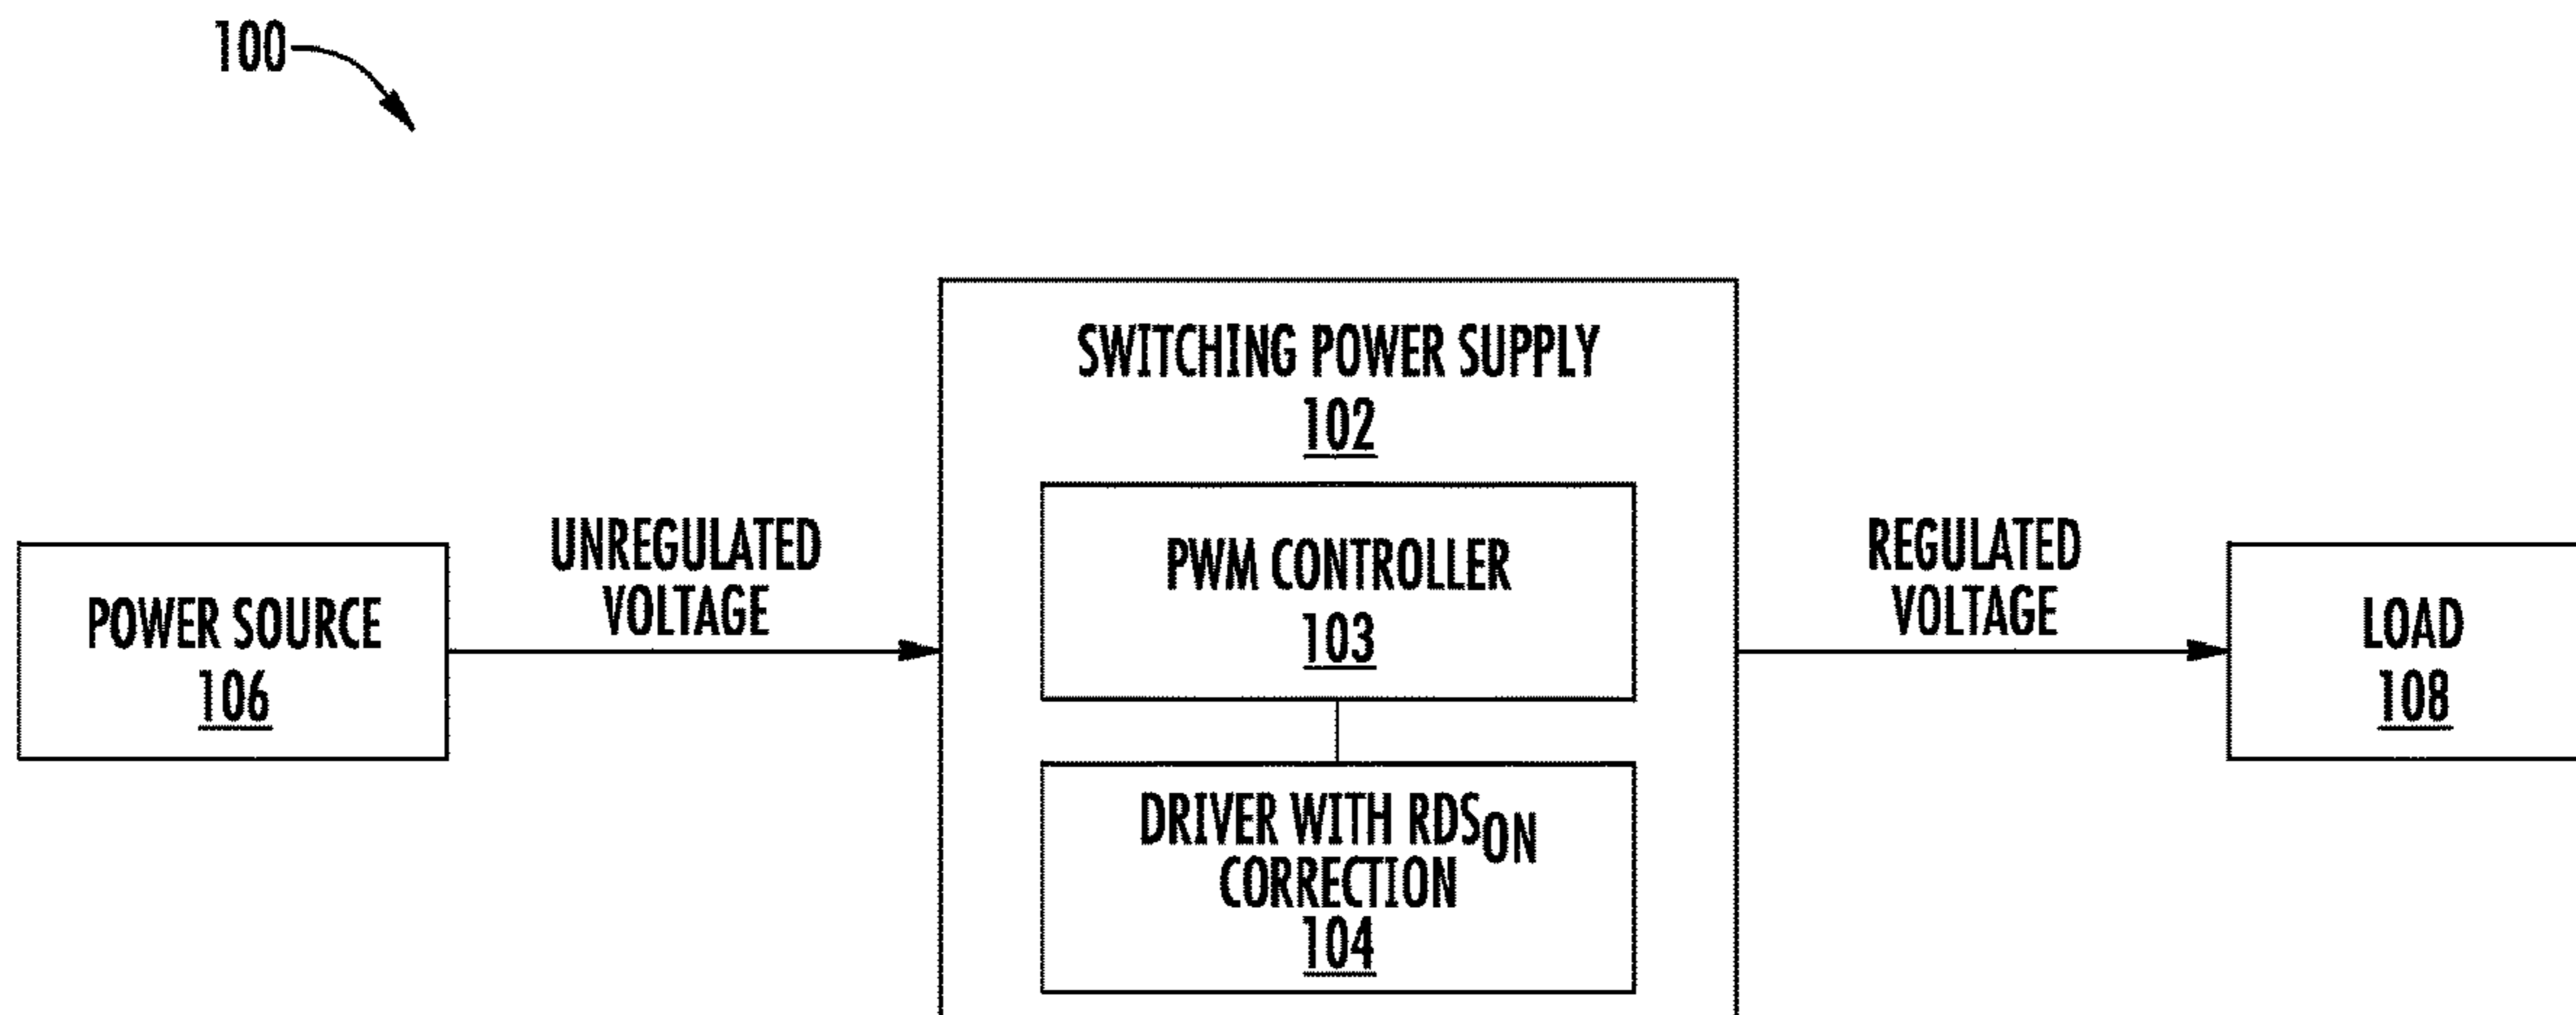 100
SWITCHING POWER SUPPLY
102
PWM CONTROLLER
103
DRIVER WITH RDSON
CORRECTION
104
POWER SOURCE
106
UNREGULATED
VOLTAGE
REGULATED
VOLTAGE
LOAD
108